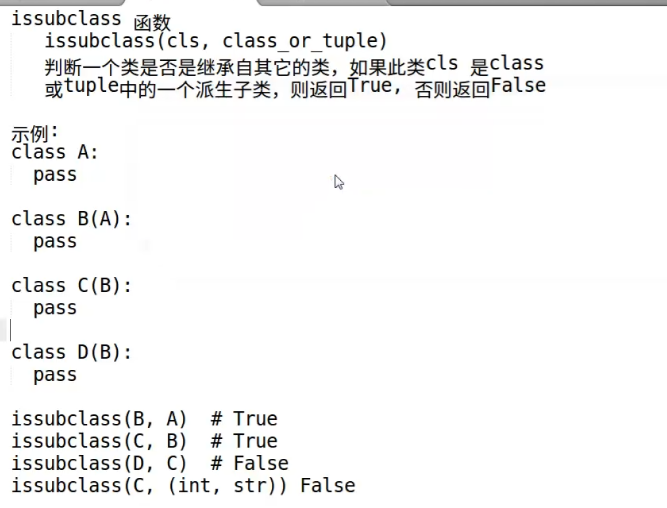 issubclass 函数
issubclass(cls, class_or_tuple)
判断一个类是否是继承自其它的类，如果此类cls 是class
或tuple中的一个派生子类，则返回True, 否则返回False
示例:
class A:
pass
class B(A):
pass
class C(B):
pass
class D(B):
pass
issubclass(B, A)  # True
issubclass(C, B)  # True
issubclass(D, C)  # False
issubclass(C, (int, str)) False